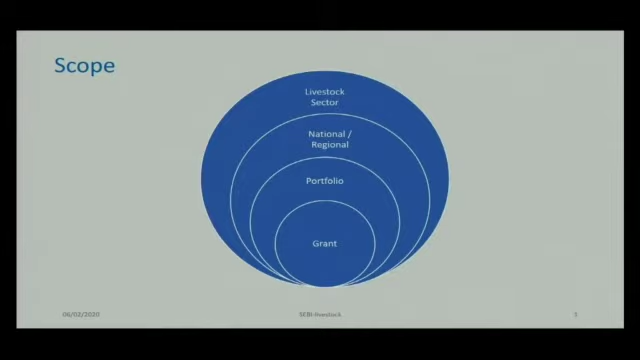 Scope
Livestock
Sector
National /
Regional
Portfolio
Grant
06/02/2020
SEBI-livestock
3